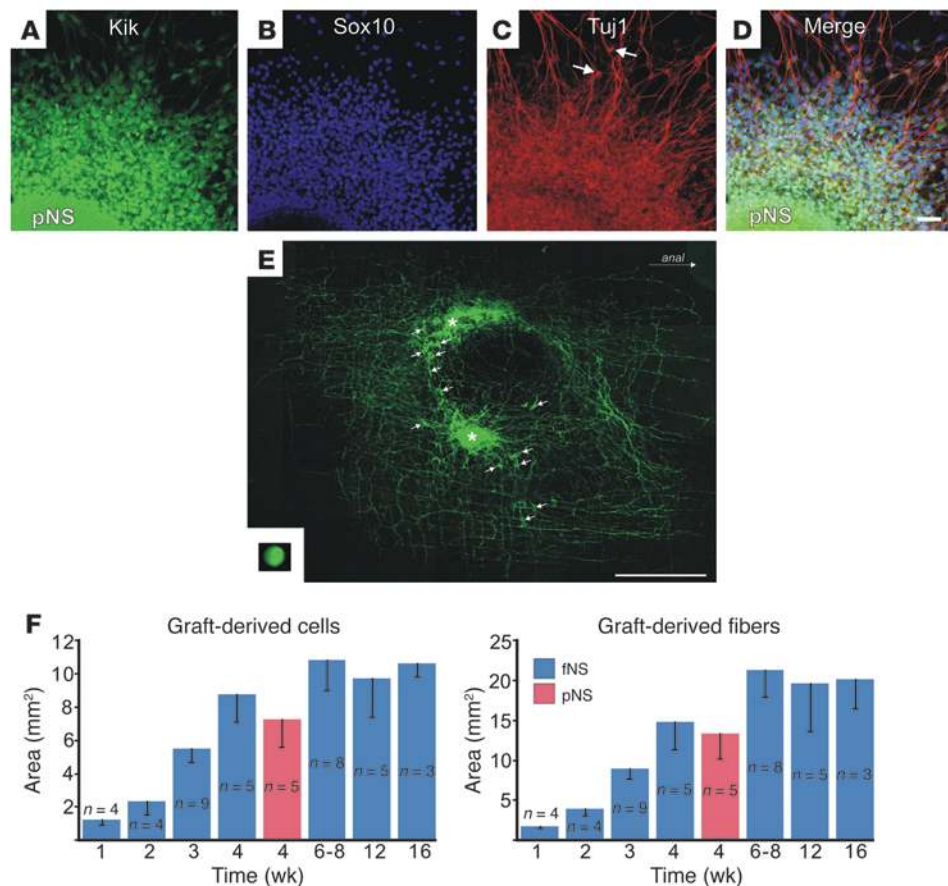 A Kik
B Sox10
C Tuj1
D Merge
pNS
pNS
E
anal
*
*
F
Graft-derived cells
Area (mm²)
12
10
8
6
4
2
n = 4
n = 4
n = 9
n = 5
n = 5
n = 8
n = 5
n = 3
1 2 3 4 4 6-8 12 16
Time (wk)
Graft-derived fibers
fNS
pNS
Area (mm²)
25
20
15
10
5
n = 4
n = 4
n = 9
n = 5
n = 5
n = 8
n = 5
n = 3
1 2 3 4 4 6-8 12 16
Time (wk)